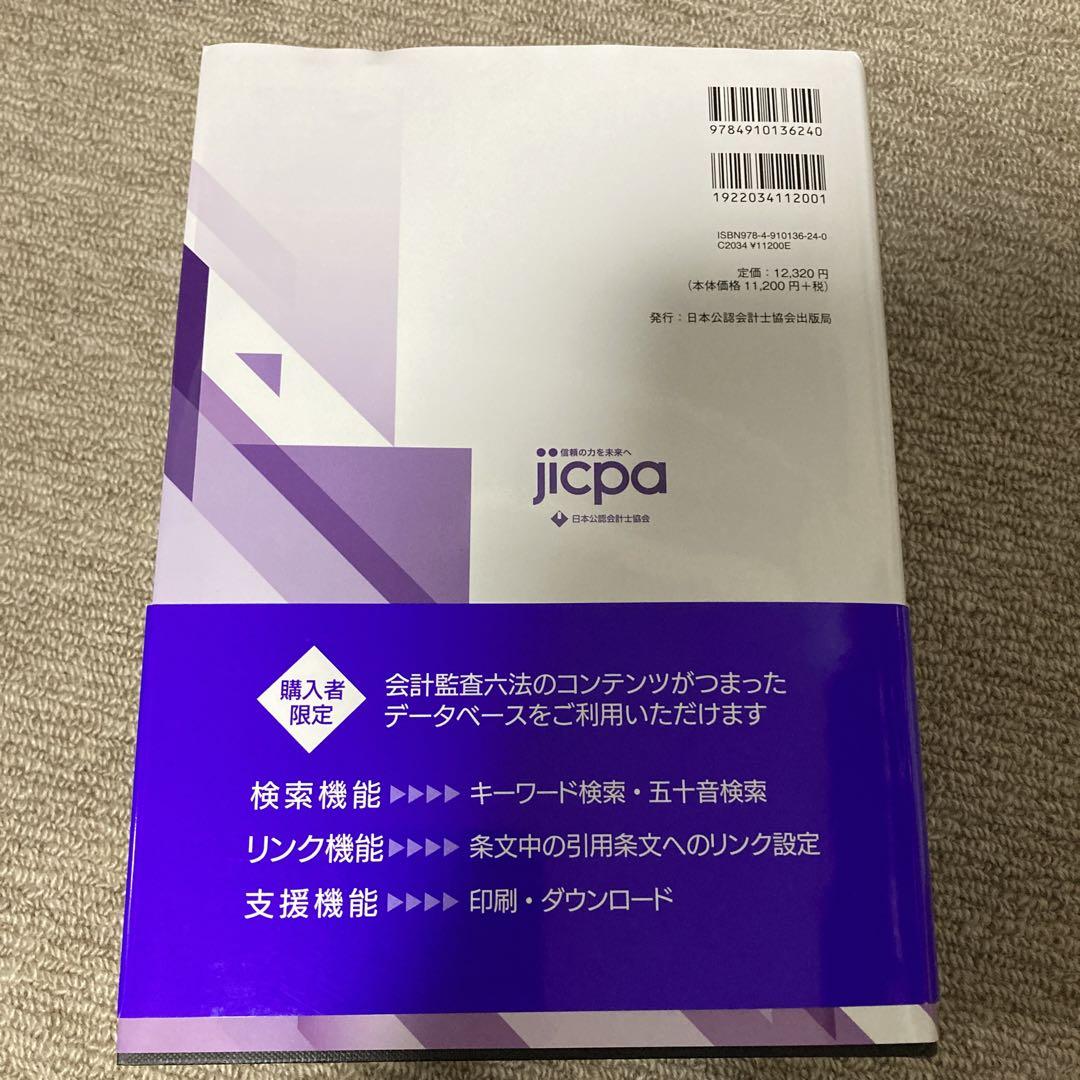 9784910136240
1922034112001
ISBN978-4-910136-24-0
C2034 ¥11200E
定価：12,320円
（本体価格 11,200円＋税）
発行：日本公認会計士協会出版局
信頼の力を未来へ
jicpa
日本公認会計士協会
購入者
限定
会計監査六法のコンテンツがつまった
データベースをご利用いただけます
検索機能▶▶▶▶キーワード検索・五十音検索
リンク機能▶▶▶▶条文中の引用条文へのリンク設定
支援機能▶▶▶▶印刷・ダウンロード